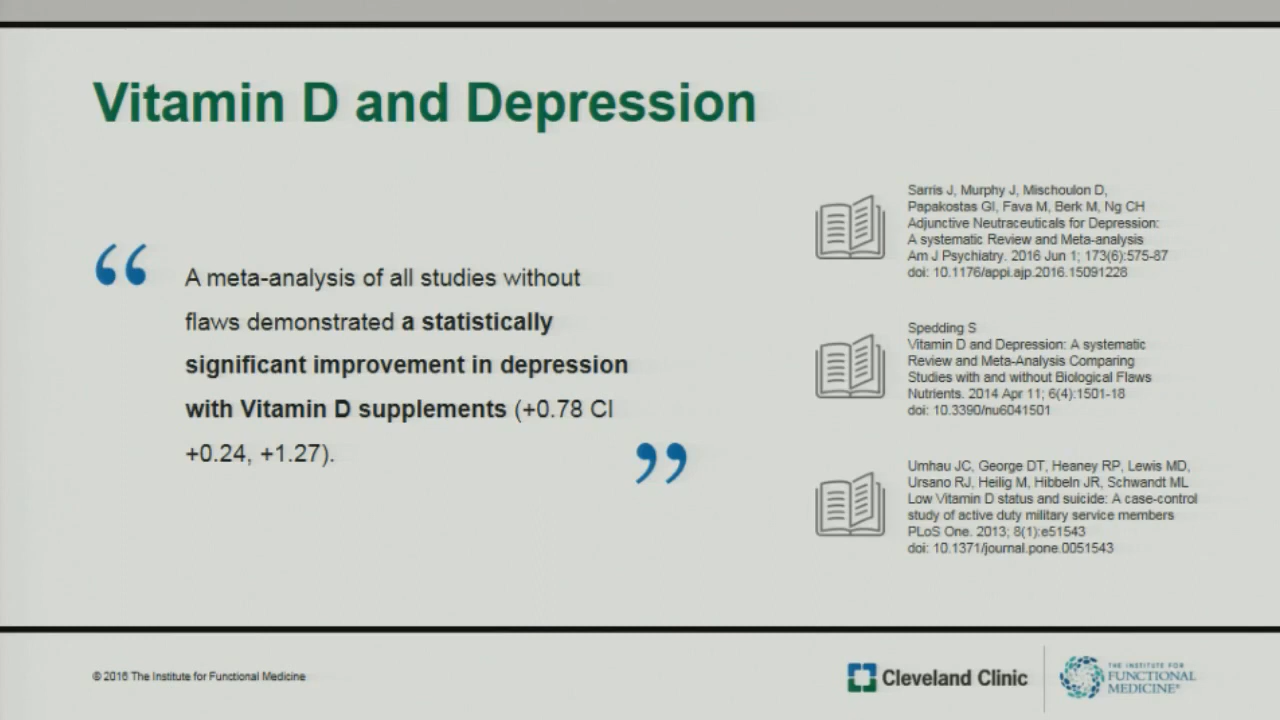 Vitamin D and Depression
“
A meta-analysis of all studies without
flaws demonstrated a statistically
significant improvement in depression
with Vitamin D supplements (+0.78 CI
+0.24, +1.27).
”
Sarris J, Murphy J, Mischoulon D,
Papakostas GI, Fava M, Berk M, Ng CH
Adjunctive Neutraceuticals for Depression:
A systematic Review and Meta-analysis
Am J Psychiatry. 2016 Jun 1; 173(6):575-87
doi: 10.1176/appi.ajp.2016.15091228
Spedding S
Vitamin D and Depression: A systematic
Review and Meta-Analysis Comparing
Studies with and without Biological Flaws
Nutrients. 2014 Apr 11; 6(4):1501-18
doi: 10.3390/nu6041501
Umhau JC, George DT, Heaney RP, Lewis MD,
Ursano RJ, Heilig M, Hibbeln JR, Schwandt ML
Low Vitamin D status and suicide: A case-control
study of active duty military service members
PLoS One. 2013; 8(1):e51543
doi: 10.1371/journal.pone.0051543
© 2016 The Institute for Functional Medicine
Cleveland Clinic
THE INSTITUTE FOR
FUNCTIONAL
MEDICINE®